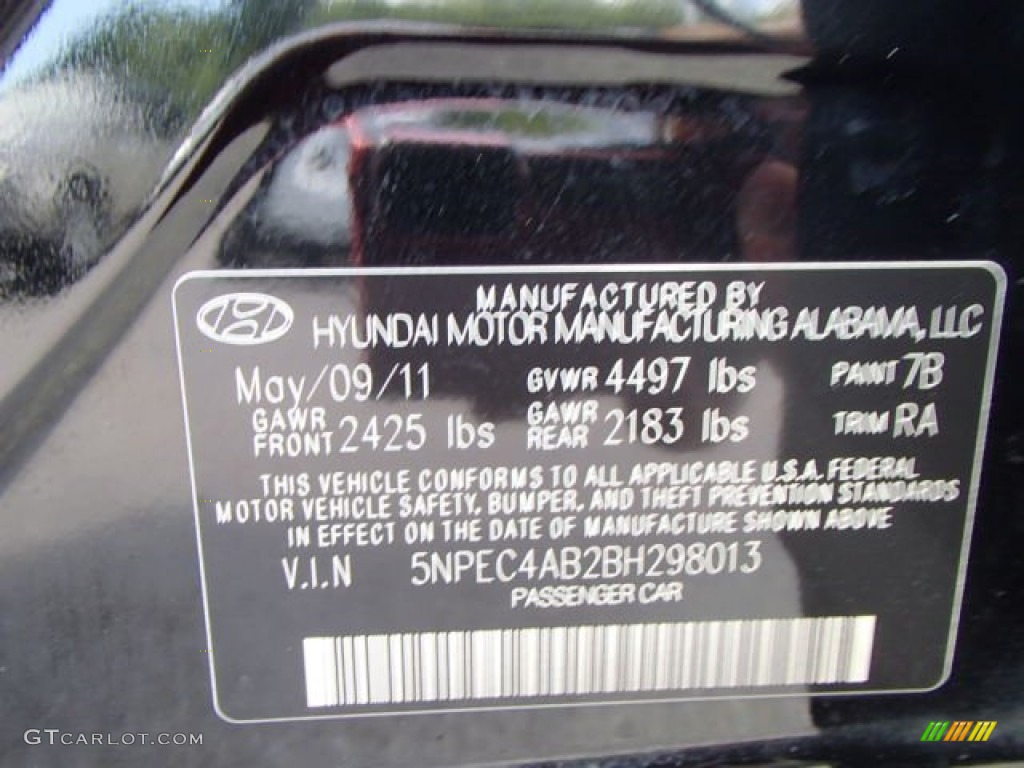 MANUFACTURED BY
HYUNDAI MOTOR MANUFACTURING ALABAMA, LLC
May/09/11 GVWR 4497 lbs PAINT 7B
GAWR FRONT 2425 lbs GAWR REAR 2183 lbs TRIM RA
THIS VEHICLE CONFORMS TO ALL APPLICABLE U.S.A. FEDERAL
MOTOR VEHICLE SAFETY, BUMPER, AND THEFT PREVENTION STANDARDS
IN EFFECT ON THE DATE OF MANUFACTURE SHOWN ABOVE
V.I.N 5NPEC4AB2BH298013
PASSENGER CAR
GTCARLOT.COM